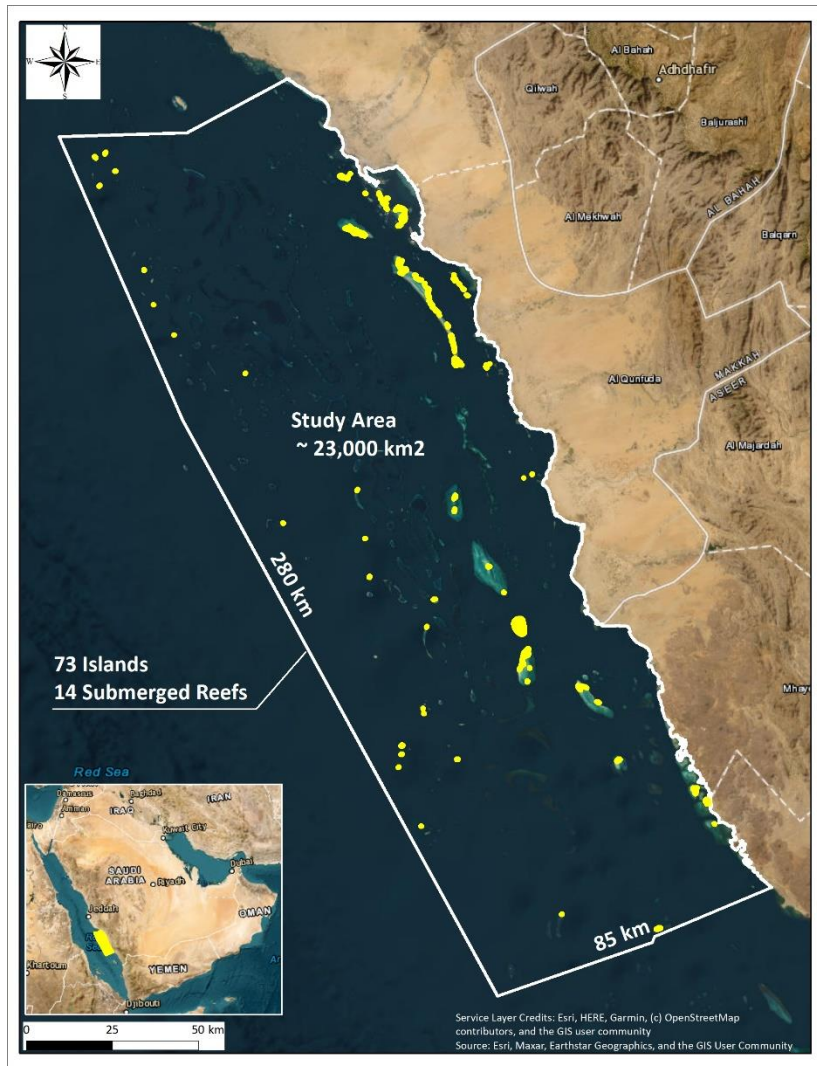 N
W E
S
Al Bahah
Adhdhafir
Qilwah
Baljurashi
Al Mekhwah
AL BAHAH
Balqarn
MAKKAH
ASEER
Al Qunfuda
Al Majardah
Study Area
~ 23,000 km2
280 km
73 Islands
14 Submerged Reefs
Mhaye
Red Sea
85 km
Damascus
Baghdad
IRAN
Amman
IRAQ
Kuwait City
Dubai
SAUDI
ARABIA
Riyadh
Jeddah
OMAN
Khartoum
YEMEN
Djibouti
0 25 50 km
Service Layer Credits: Esri, HERE, Garmin, (c) OpenStreetMap
contributors, and the GIS user community
Source: Esri, Maxar, Earthstar Geographics, and the GIS User Community